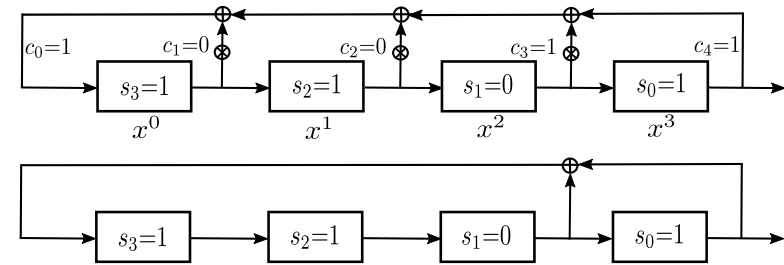 c₀=1 c₁=0 c₂=0 c₃=1 c₄=1
s₃=1 s₂=1 s₁=0 s₀=1
x⁰ x¹ x² x³
s₃=1 s₂=1 s₁=0 s₀=1